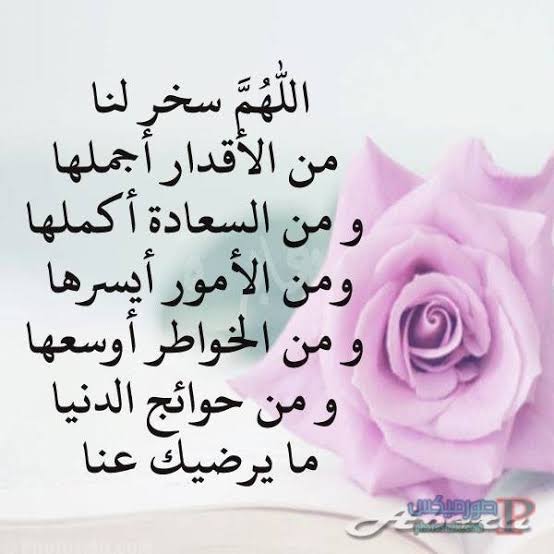 اللّٰهُمَّ سخر لنا
من الأقدار أجملها
و من السعادة أكملها
ومن الأمور أيسرها
و من الخواطر أوسعها
و من حوائج الدنيا
ما يرضيك عنا
صورميكس